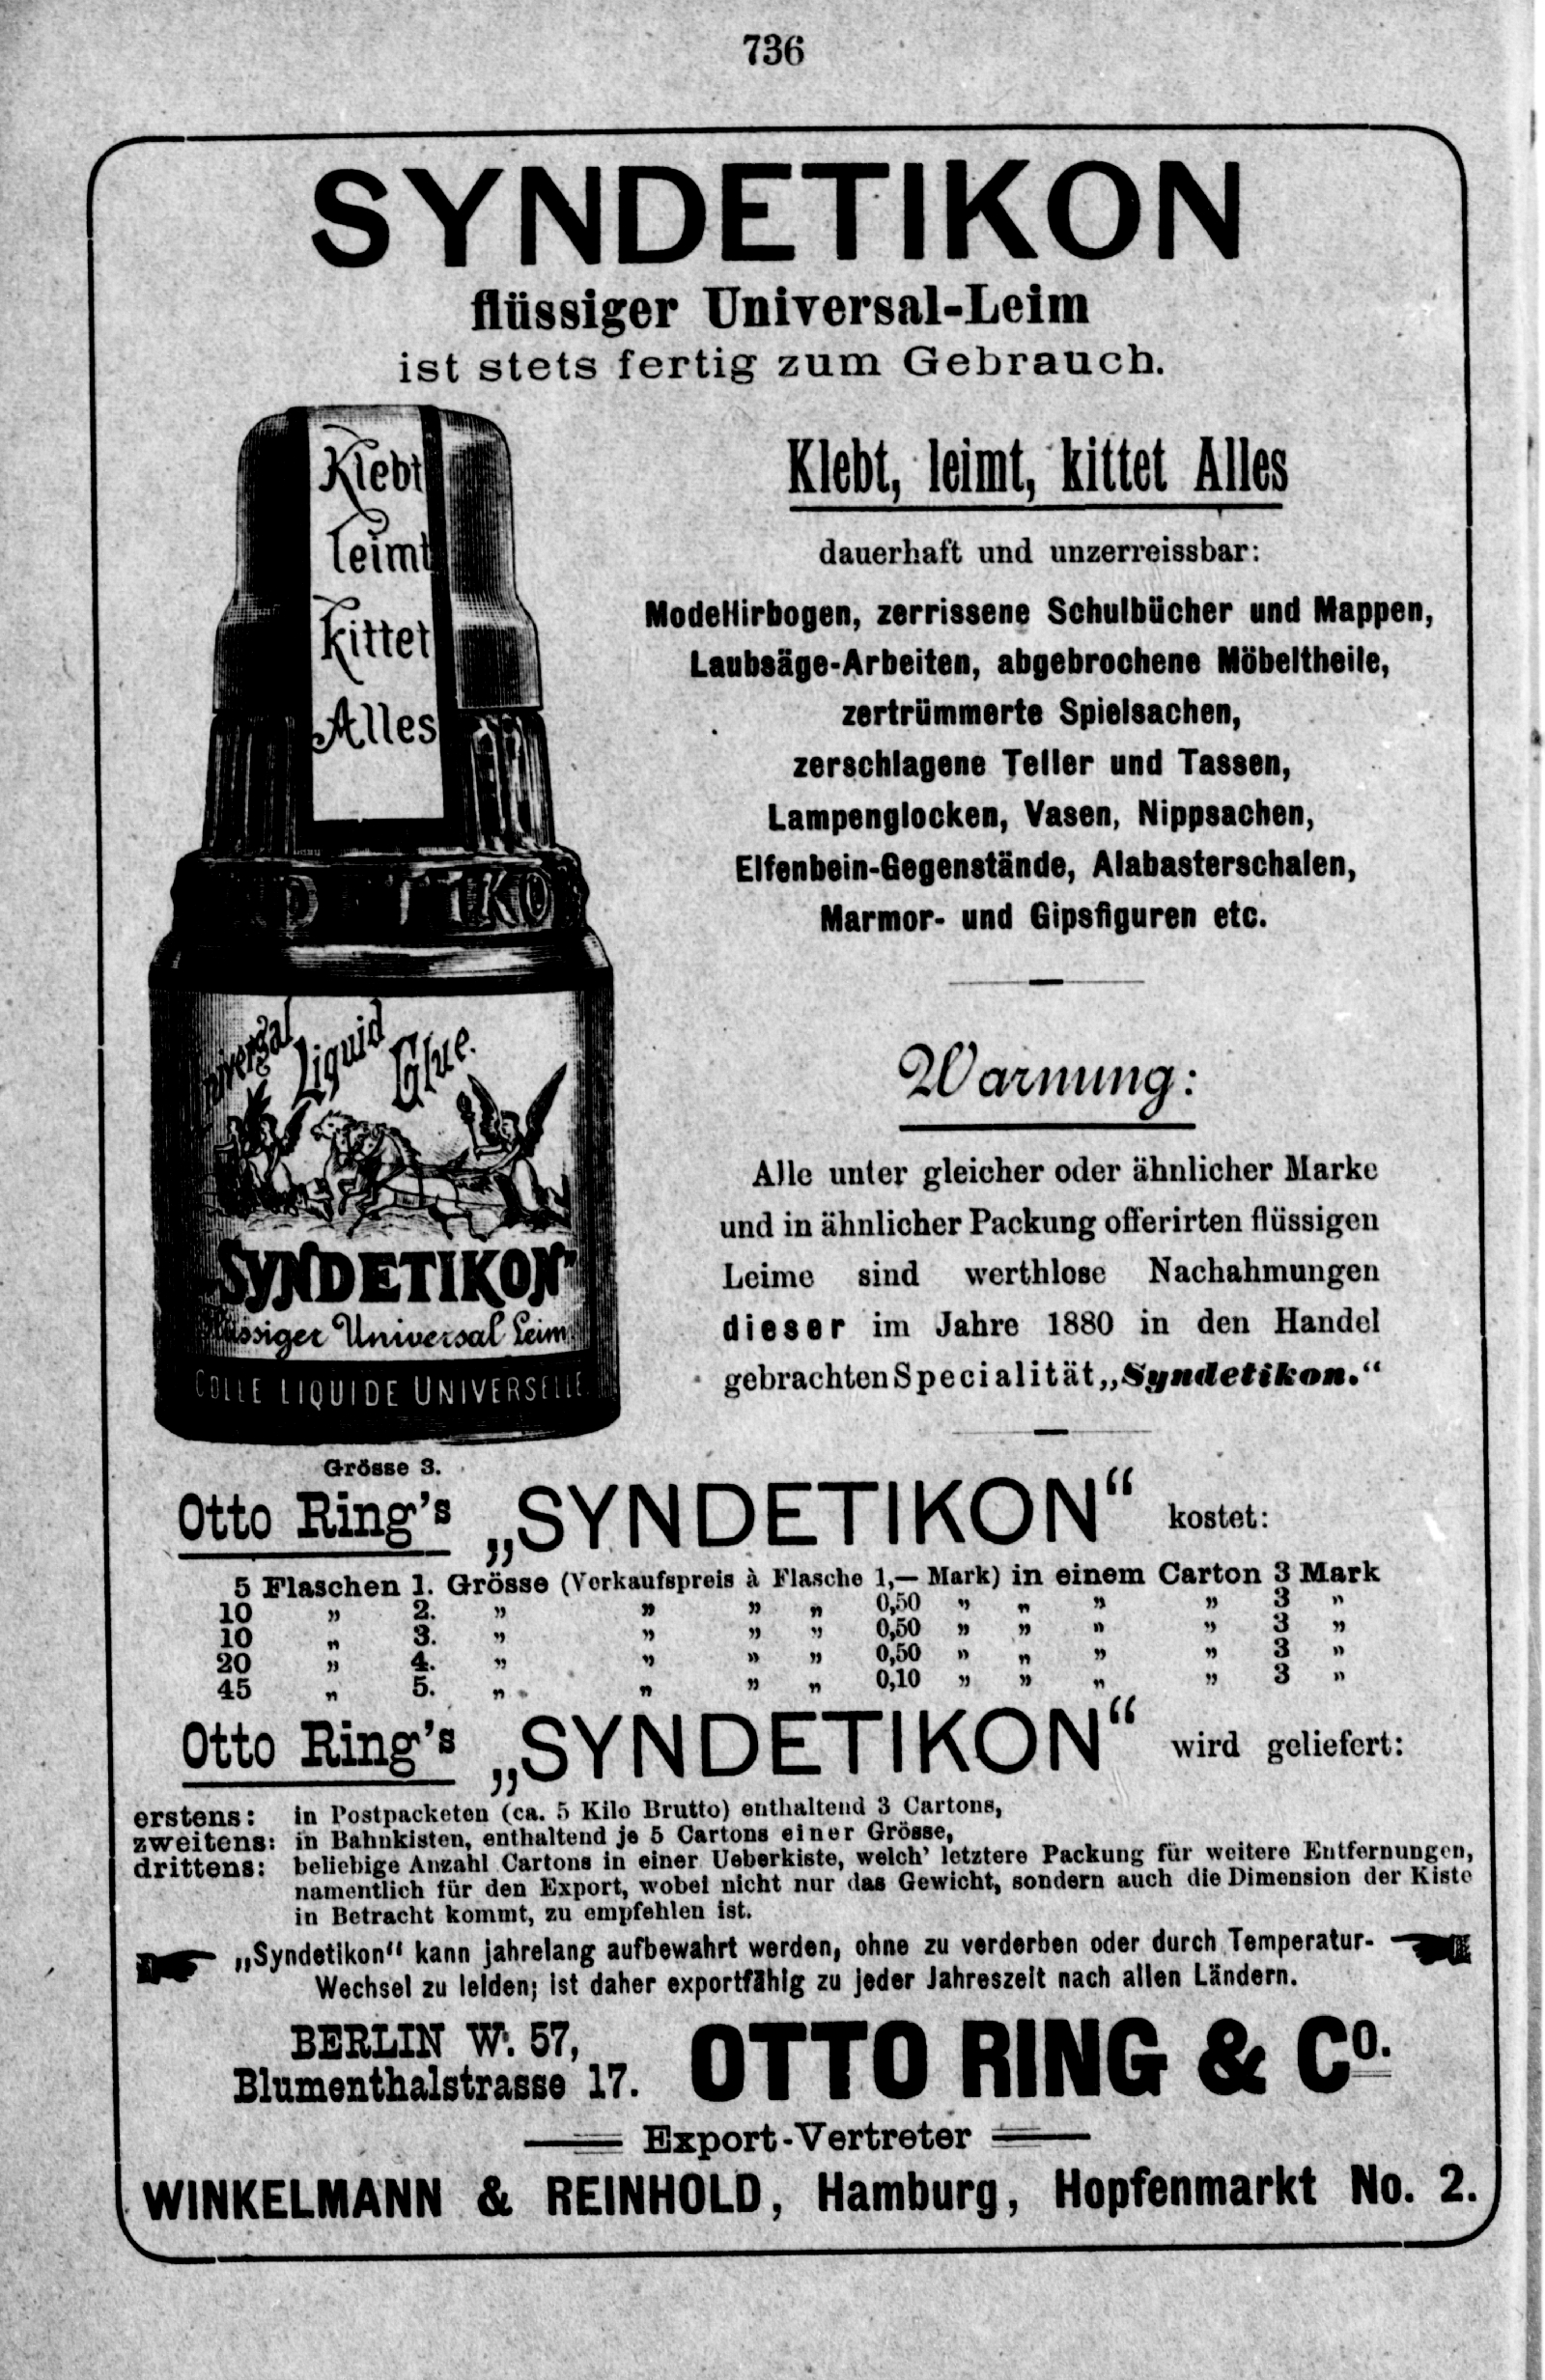 736
SYNDETIKON
flüssiger Universal-Leim
ist stets fertig zum Gebrauch.
Klebt
leimt
kittet
Alles
Universal Liquid Glue.
SYNDETIKON
flüssiger Universal Leim
COLLE LIQUIDE UNIVERSELLE
Grösse 3.
Klebt, leimt, kittet Alles
dauerhaft und unzerreissbar:
Modellirbogen, zerrissene Schulbücher und Mappen,
Laubsäge-Arbeiten, abgebrochene Möbeltheile,
zertrümmerte Spielsachen,
zerschlagene Teller und Tassen,
Lampenglocken, Vasen, Nippsachen,
Elfenbein-Gegenstände, Alabasterschalen,
Marmor- und Gipsfiguren etc.
Warnung:
Alle unter gleicher oder ähnlicher Marke
und in ähnlicher Packung offerirten flüssigen
Leime sind werthlose Nachahmungen
dieser im Jahre 1880 in den Handel
gebrachten Specialität „Syndetikon.“
Otto Ring's „SYNDETIKON“ kostet:
5 Flaschen 1. Grösse (Verkaufspreis à Flasche 1,— Mark) in einem Carton 3 Mark
10 „ 2. „ „ „ „ 0,50 „ „ „ „ 3 „
10 „ 3. „ „ „ „ 0,50 „ „ „ „ 3 „
20 „ 4. „ „ „ „ 0,50 „ „ „ „ 3 „
45 „ 5. „ „ „ „ 0,10 „ „ „ „ 3 „
Otto Ring's „SYNDETIKON“ wird geliefert:
erstens: in Postpacketen (ca. 5 Kilo Brutto) enthaltend 3 Cartons,
zweitens: in Bahnkisten, enthaltend je 5 Cartons einer Grösse,
drittens: beliebige Anzahl Cartons in einer Ueberkiste, welch' letztere Packung für weitere Entfernungen,
namentlich für den Export, wobei nicht nur das Gewicht, sondern auch die Dimension der Kiste
in Betracht kommt, zu empfehlen ist.
„Syndetikon“ kann jahrelang aufbewahrt werden, ohne zu verderben oder durch Temperatur-
Wechsel zu leiden; ist daher exportfähig zu jeder Jahreszeit nach allen Ländern.
BERLIN W. 57,
Blumenthalstrasse 17.
OTTO RING & Co.
Export-Vertreter
WINKELMANN & REINHOLD, Hamburg, Hopfenmarkt No. 2.